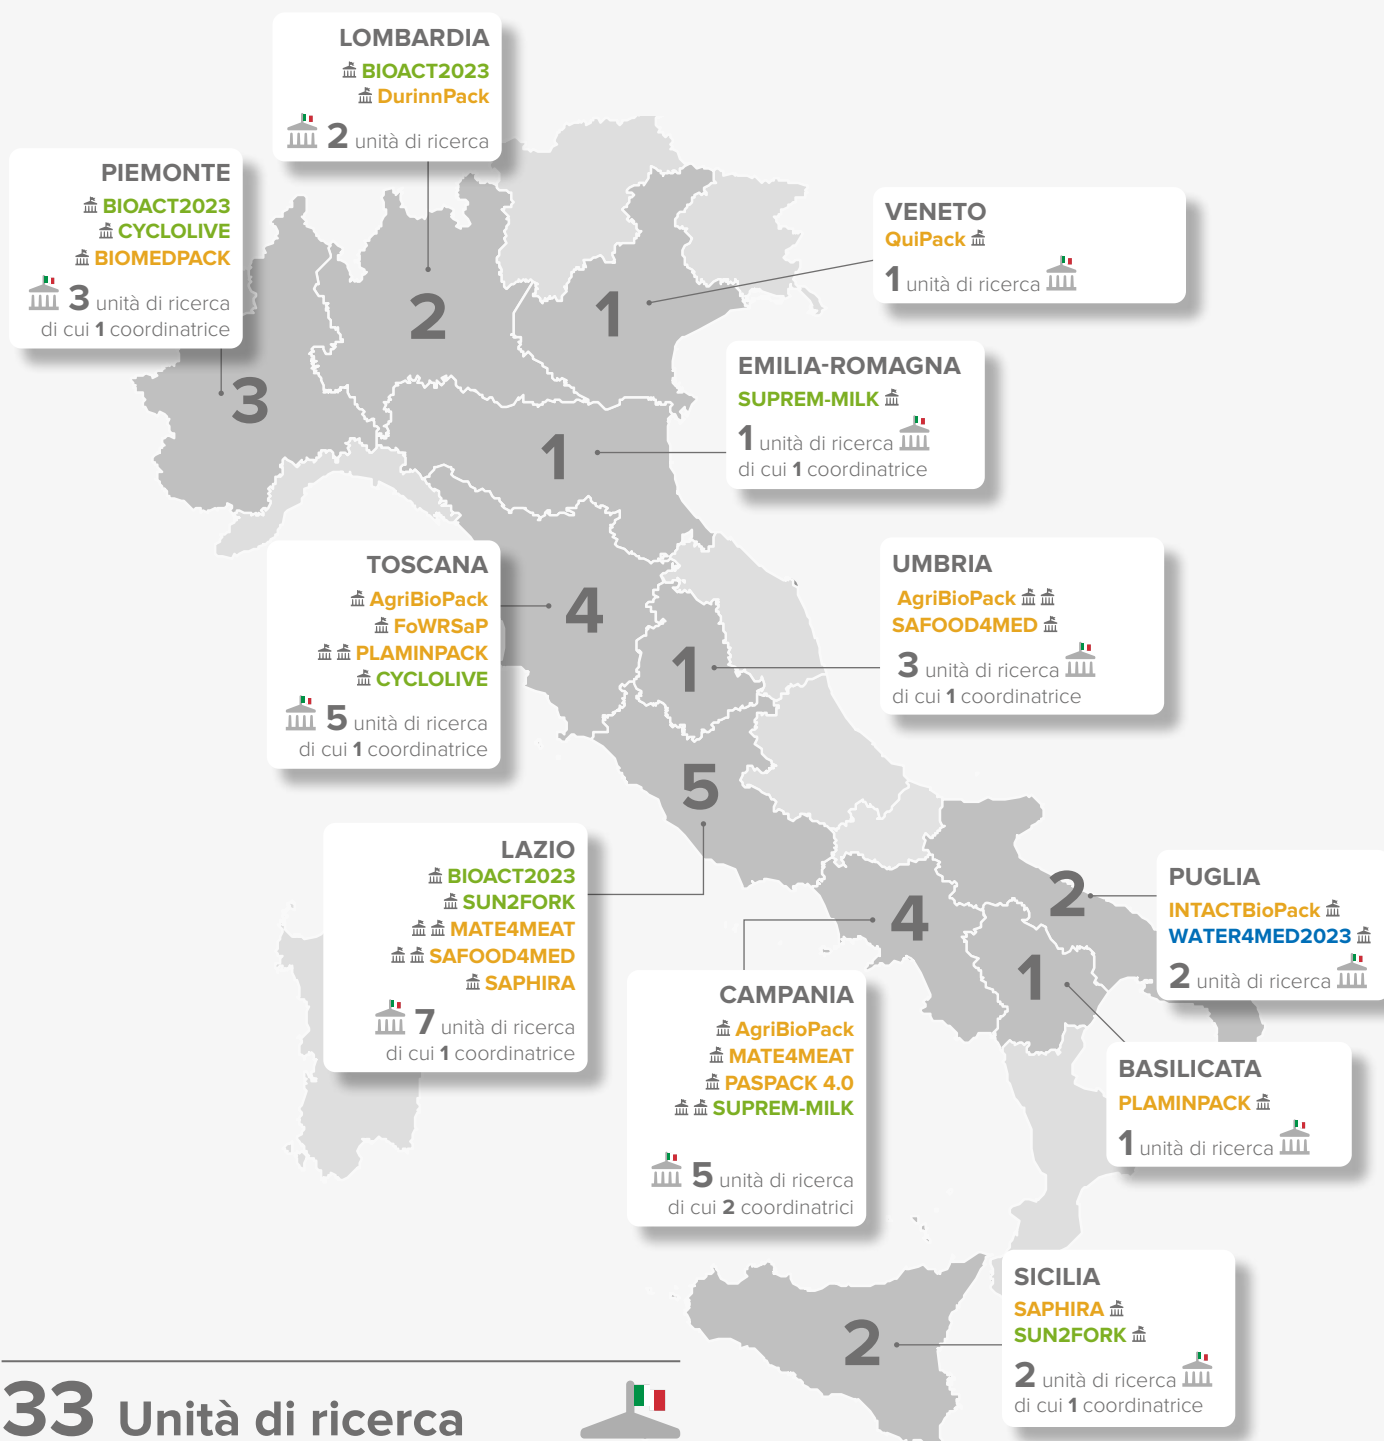 LOMBARDIA
BIOACT2023
DurinnPack
2 unità di ricerca
PIEMONTE
BIOACT2023
CYCLOLIVE
BIOMEDPACK
3 unità di ricerca
di cui 1 coordinatrice
VENETO
QuiPack
1 unità di ricerca
2
1
3
EMILIA-ROMAGNA
SUPREM-MILK
1 unità di ricerca
di cui 1 coordinatrice
1
TOSCANA
AgriBioPack
FoWRSaP
PLAMINPACK
CYCLOLIVE
5 unità di ricerca
di cui 1 coordinatrice
4
UMBRIA
AgriBioPack
SAFOOD4MED
3 unità di ricerca
di cui 1 coordinatrice
1
5
LAZIO
BIOACT2023
SUN2FORK
MATE4MEAT
SAFOOD4MED
SAPHIRA
7 unità di ricerca
di cui 1 coordinatrice
2
4
1
PUGLIA
INTACTBioPack
WATER4MED2023
2 unità di ricerca
CAMPANIA
AgriBioPack
MATE4MEAT
PASPACK 4.0
SUPREM-MILK
5 unità di ricerca
di cui 2 coordinatrici
BASILICATA
PLAMINPACK
1 unità di ricerca
SICILIA
SAPHIRA
SUN2FORK
2 unità di ricerca
di cui 1 coordinatrice
2
33 Unità di ricerca